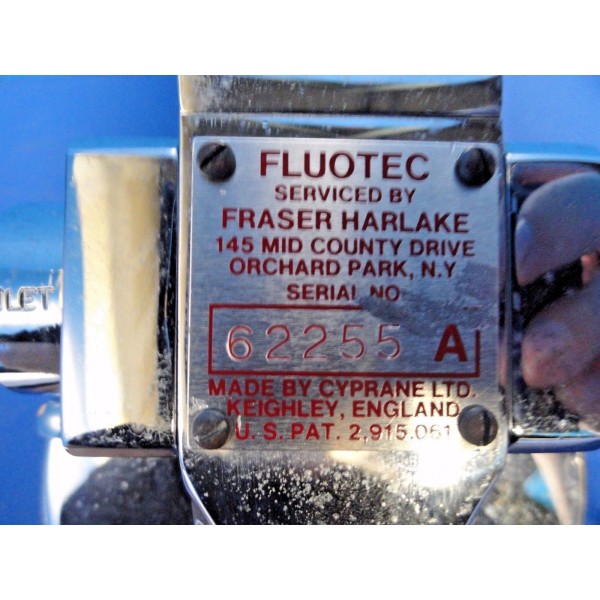 FLUOTEC
SERVICED BY
FRASER HARLAKE
145 MID COUNTY DRIVE
ORCHARD PARK, N.Y
SERIAL NO
62255 A
MADE BY CYPRANE LTD.
KEIGHLEY, ENGLAND
U.S. PAT. 2,915,061